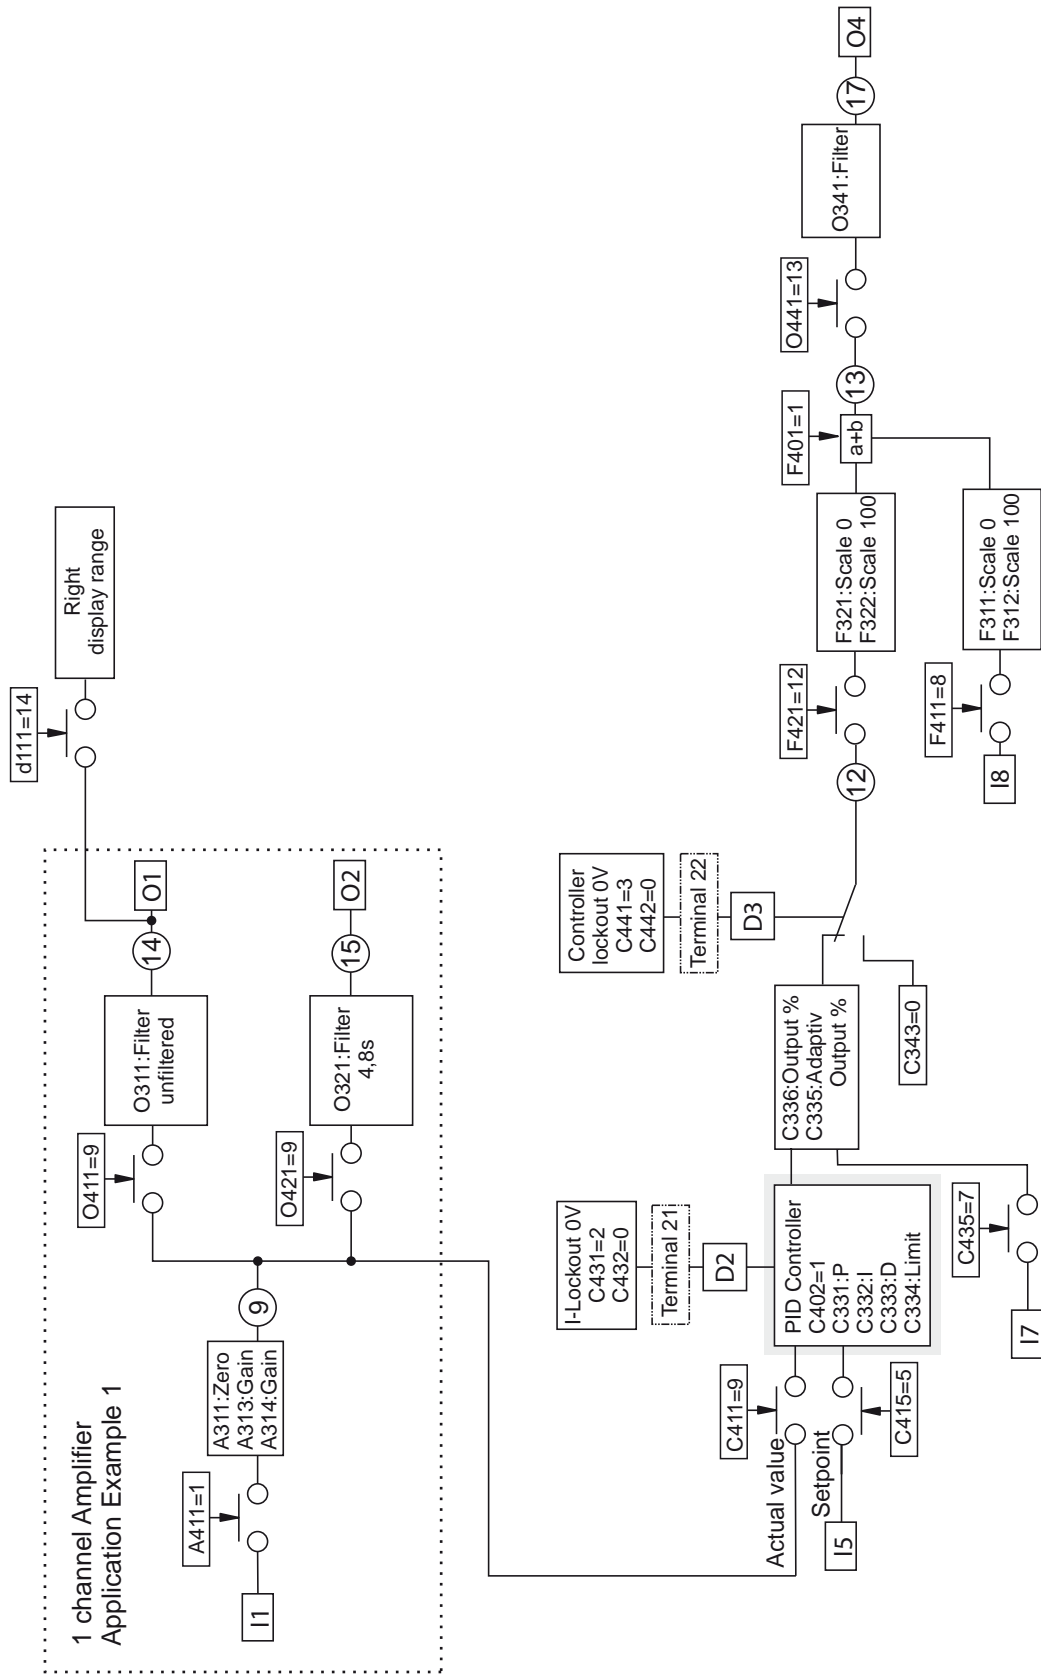 1 channel Amplifier
Application Example 1
I1
A411=1
A311:Zero
A313:Gain
A314:Gain
9
O411=9
O311:Filter
unfiltered
14
O1
d111=14
Right
display range
O421=9
O321:Filter
4,8s
15
O2
Actual value
C411=9
Setpoint
I5
C415=5
I-Lockout 0V
C431=2
C432=0
Terminal 21
D2
PID Controller
C402=1
C331:P
C332:I
C333:D
C334:Limit
I7
C435=7
C336:Output %
C335:Adaptiv
Output %
C343=0
Controller
lockout 0V
C441=3
C442=0
Terminal 22
D3
12
F421=12
F321:Scale 0
F322:Scale 100
I8
F411=8
F311:Scale 0
F312:Scale 100
F401=1
a+b
13
O441=13
O341:Filter
17
O4